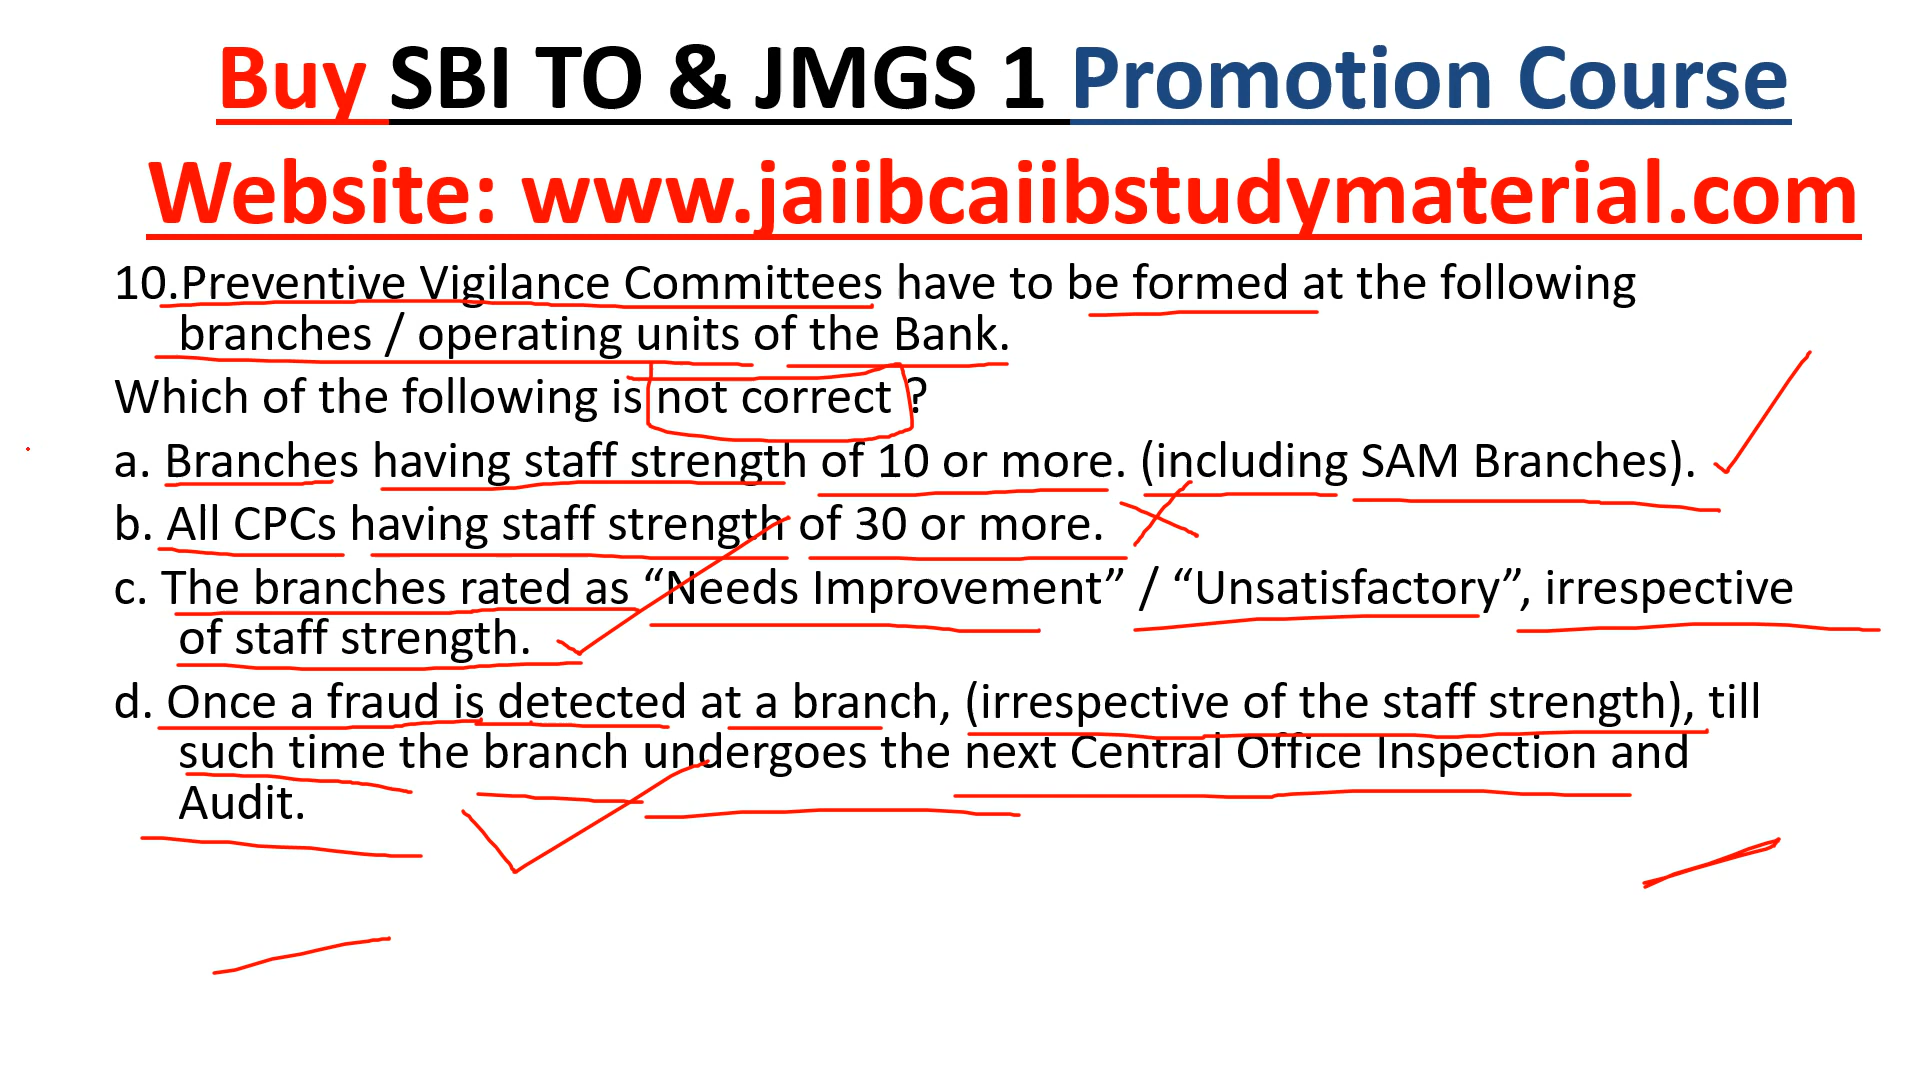 Buy SBI TO & JMGS 1 Promotion Course
Website: www.jaiibcaiibstudymaterial.com
10.Preventive Vigilance Committees have to be formed at the following
branches / operating units of the Bank.
Which of the following is not correct ?
a. Branches having staff strength of 10 or more. (including SAM Branches).
b. All CPCs having staff strength of 30 or more.
c. The branches rated as “Needs Improvement” / “Unsatisfactory”, irrespective
of staff strength.
d. Once a fraud is detected at a branch, (irrespective of the staff strength), till
such time the branch undergoes the next Central Office Inspection and
Audit.